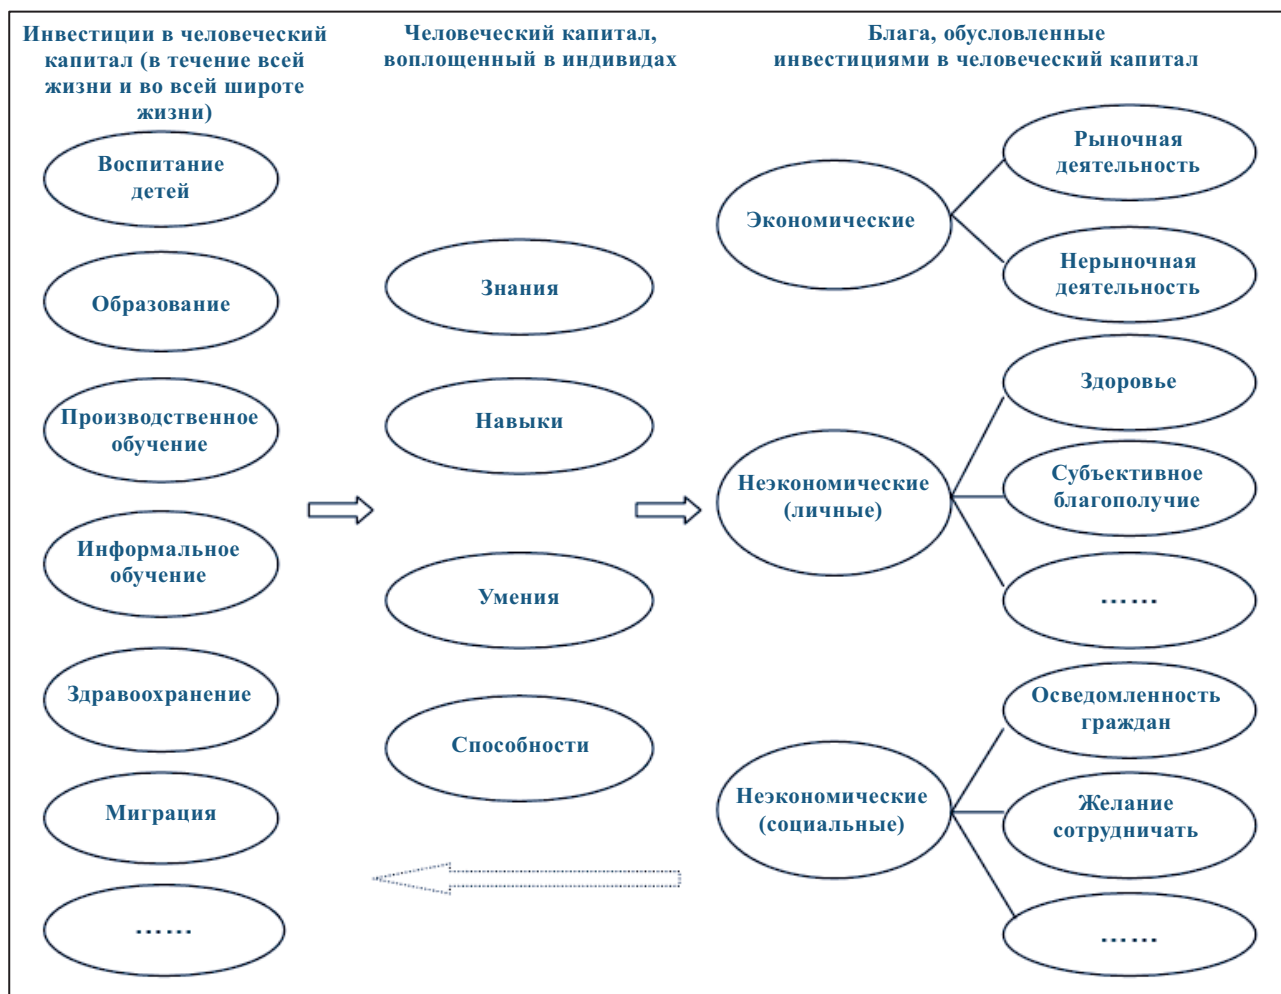 Инвестиции в человеческий
капитал (в течение всей
жизни и во всей широте
жизни)
Воспитание
детей
Образование
Производственное
обучение
Информальное
обучение
Здравоохранение
Миграция
......
Человеческий капитал,
воплощенный в индивидах
Знания
Навыки
Умения
Способности
Блага, обусловленные
инвестициями в человеческий капитал
Экономические
Рыночная
деятельность
Нерыночная
деятельность
Неэкономические
(личные)
Здоровье
Субъективное
благополучие
......
Неэкономические
(социальные)
Осведомленность
граждан
Желание
сотрудничать
......